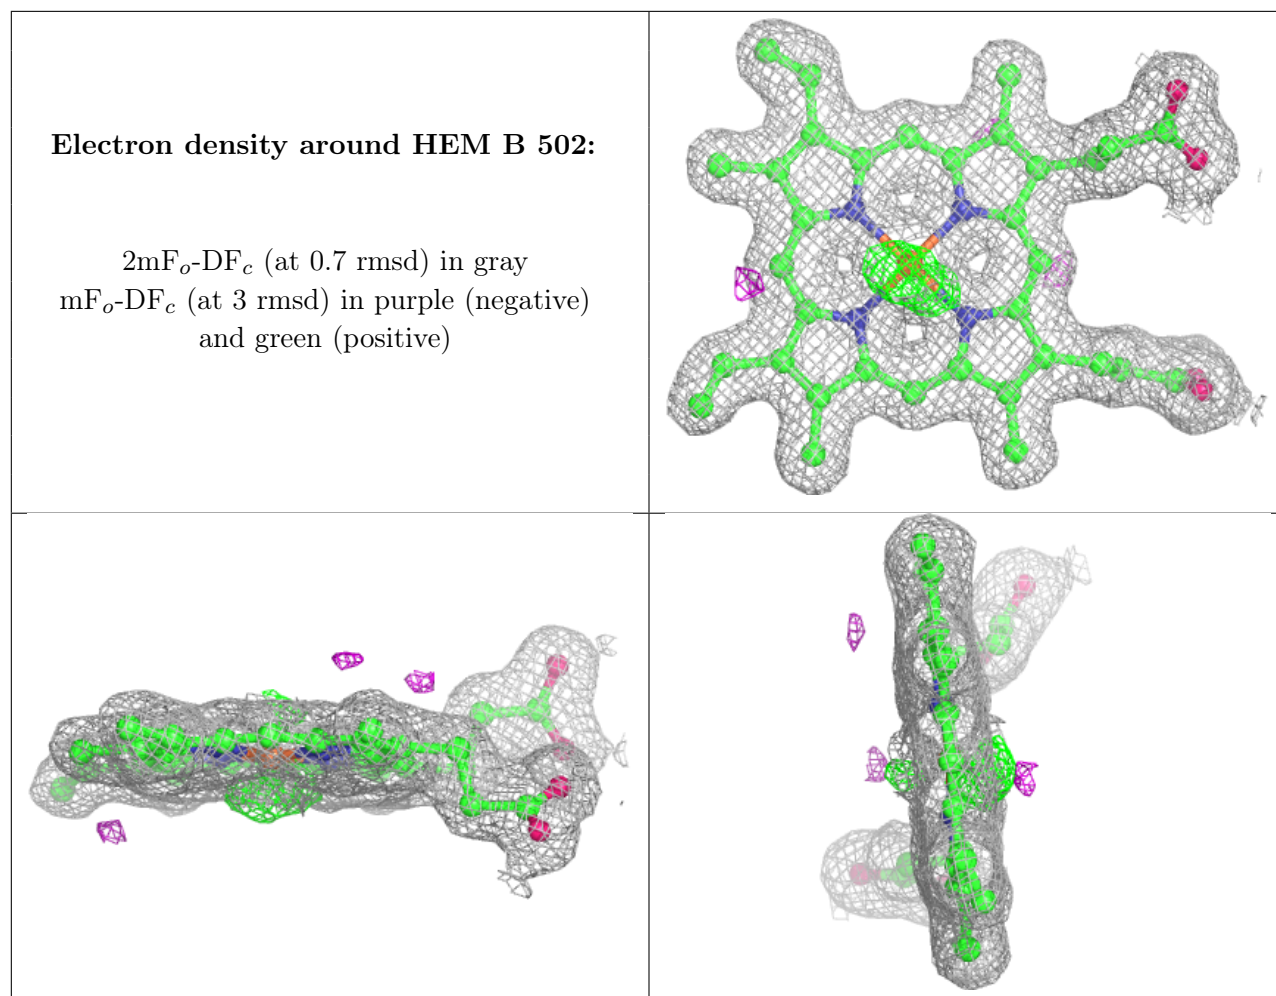 Electron density around HEM B 502:
2mFo-DFc (at 0.7 rmsd) in gray
mFo-DFc (at 3 rmsd) in purple (negative)
and green (positive)